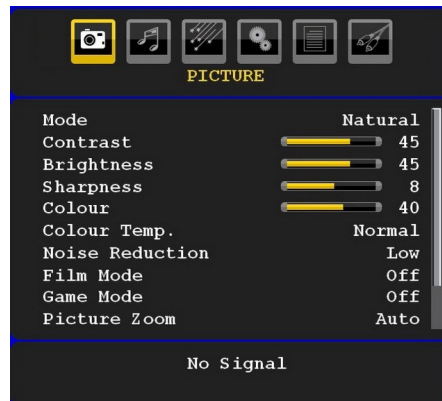 PICTURE
Mode Natural
Contrast 45
Brightness 45
Sharpness 8
Colour 40
Colour Temp. Normal
Noise Reduction Low
Film Mode Off
Game Mode Off
Picture Zoom Auto
No Signal